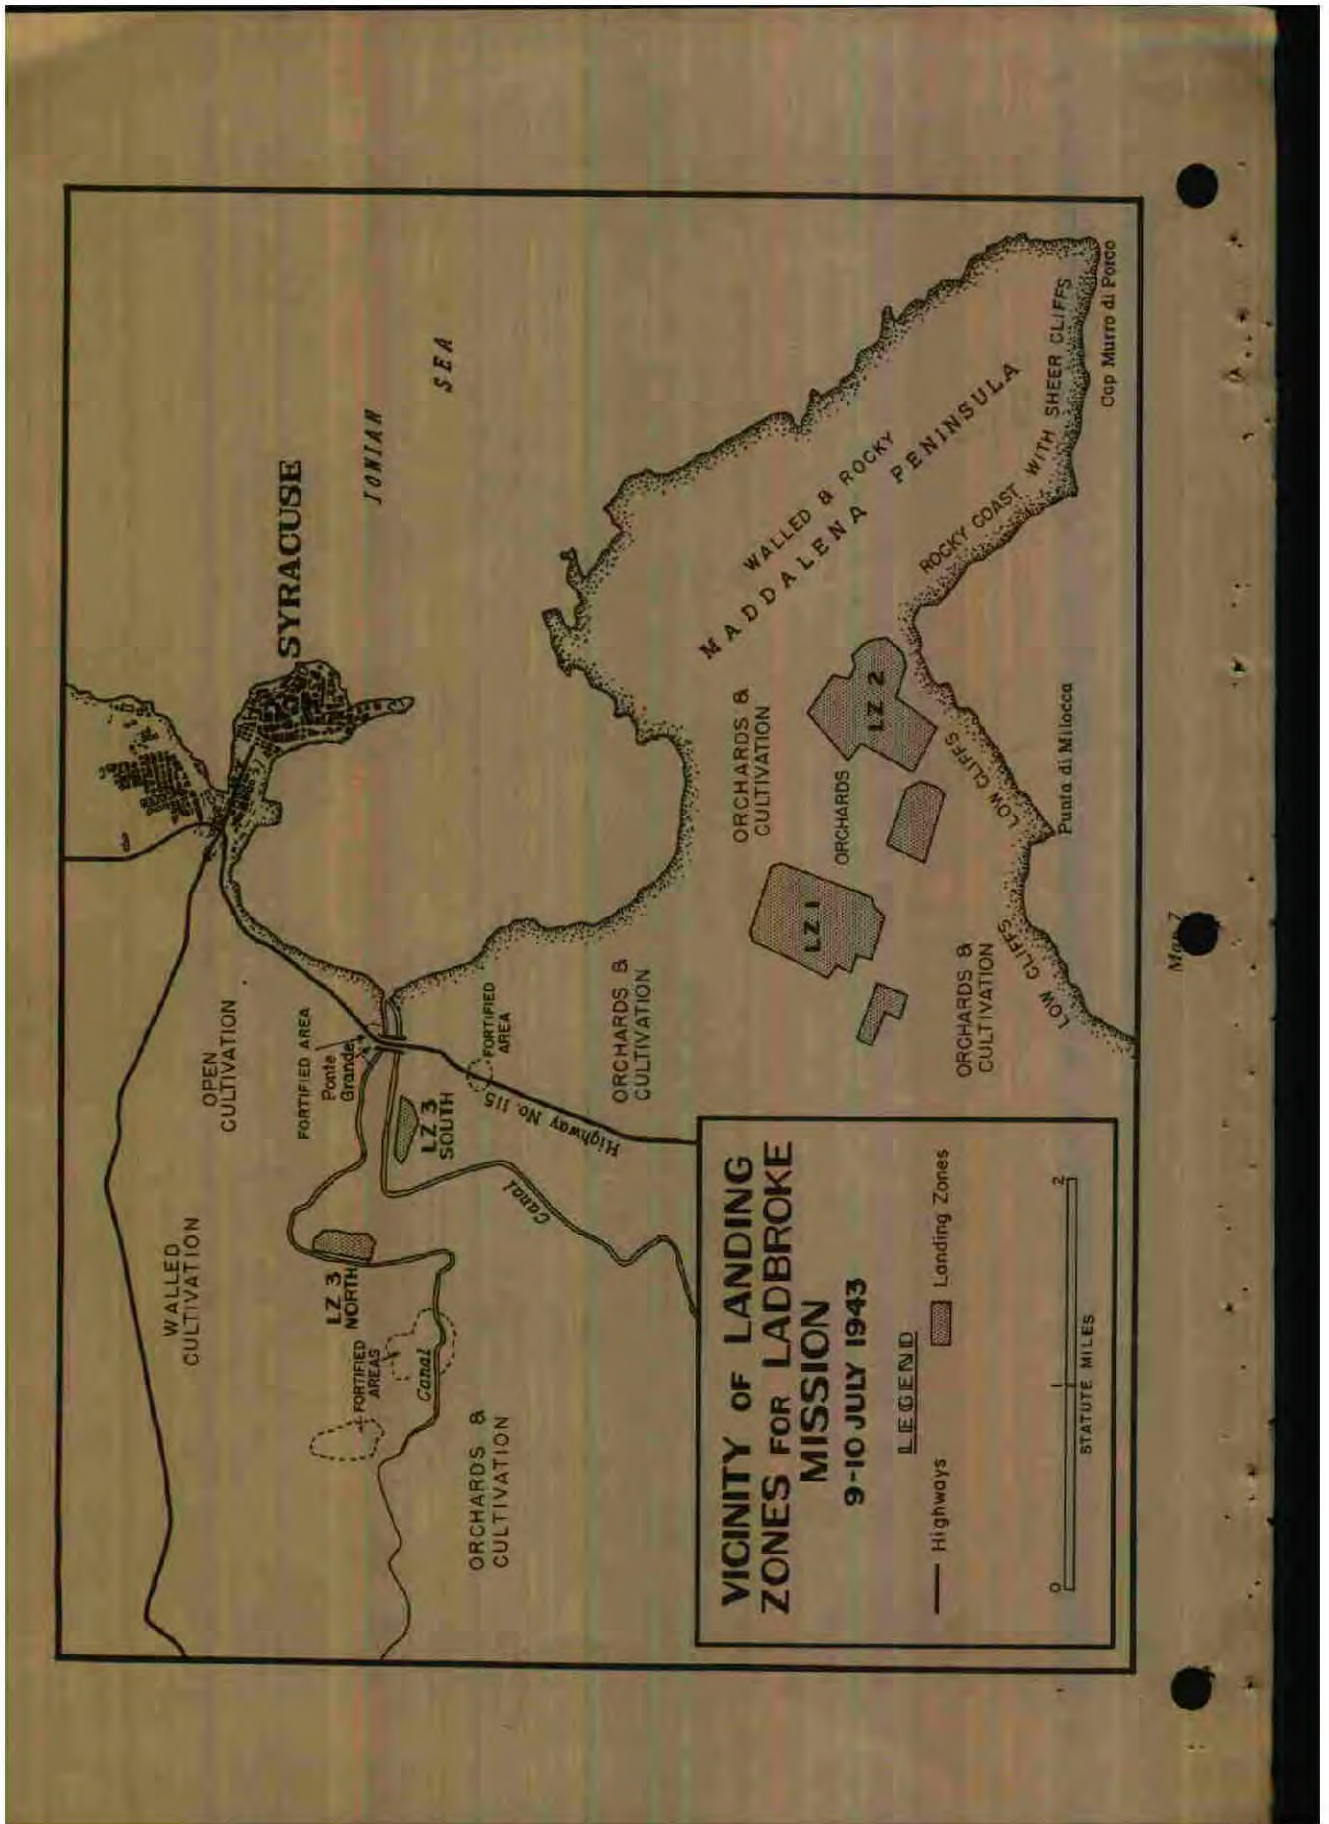 SYRACUSE
IONIAN
SEA
OPEN
CULTIVATION
WALLED
CULTIVATION
FORTIFIED AREA
Ponte
Grande
LZ 3
NORTH
LZ 3
SOUTH
FORTIFIED
AREAS
Canal
FORTIFIED
AREA
Highway No. 115
Canal
ORCHARDS &
CULTIVATION
ORCHARDS &
CULTIVATION
ORCHARDS &
CULTIVATION
ORCHARDS
WALLED & ROCKY
MADDALENA PENINSULA
LZ 1
LZ 2
ROCKY COAST WITH SHEER CLIFFS
Cap Murro di Porco
LOW CLIFFS
Punta di Milocca
LOW CLIFFS
ORCHARDS &
CULTIVATION
VICINITY OF LANDING
ZONES FOR LADBROKE
MISSION
9-10 JULY 1943
LEGEND
Highways
Landing Zones
0 1 2
STATUTE MILES
Map 7